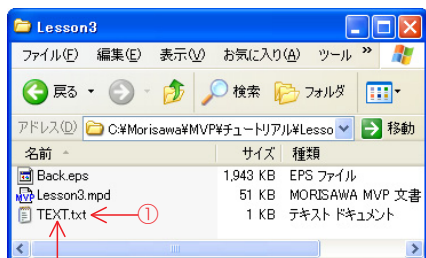 Lesson3
ファイル(F) 編集(E) 表示(V) お気に入り(A) ツール »
戻る 検索 フォルダ
アドレス(D) C:¥Morisawa¥MVP¥チュートリアル¥Lesso 移動
名前 サイズ 種類
Back.eps 1,943 KB EPS ファイル
Lesson3.mpd 51 KB MORISAWA MVP 文書
TEXT.txt 1 KB テキスト ドキュメント
①